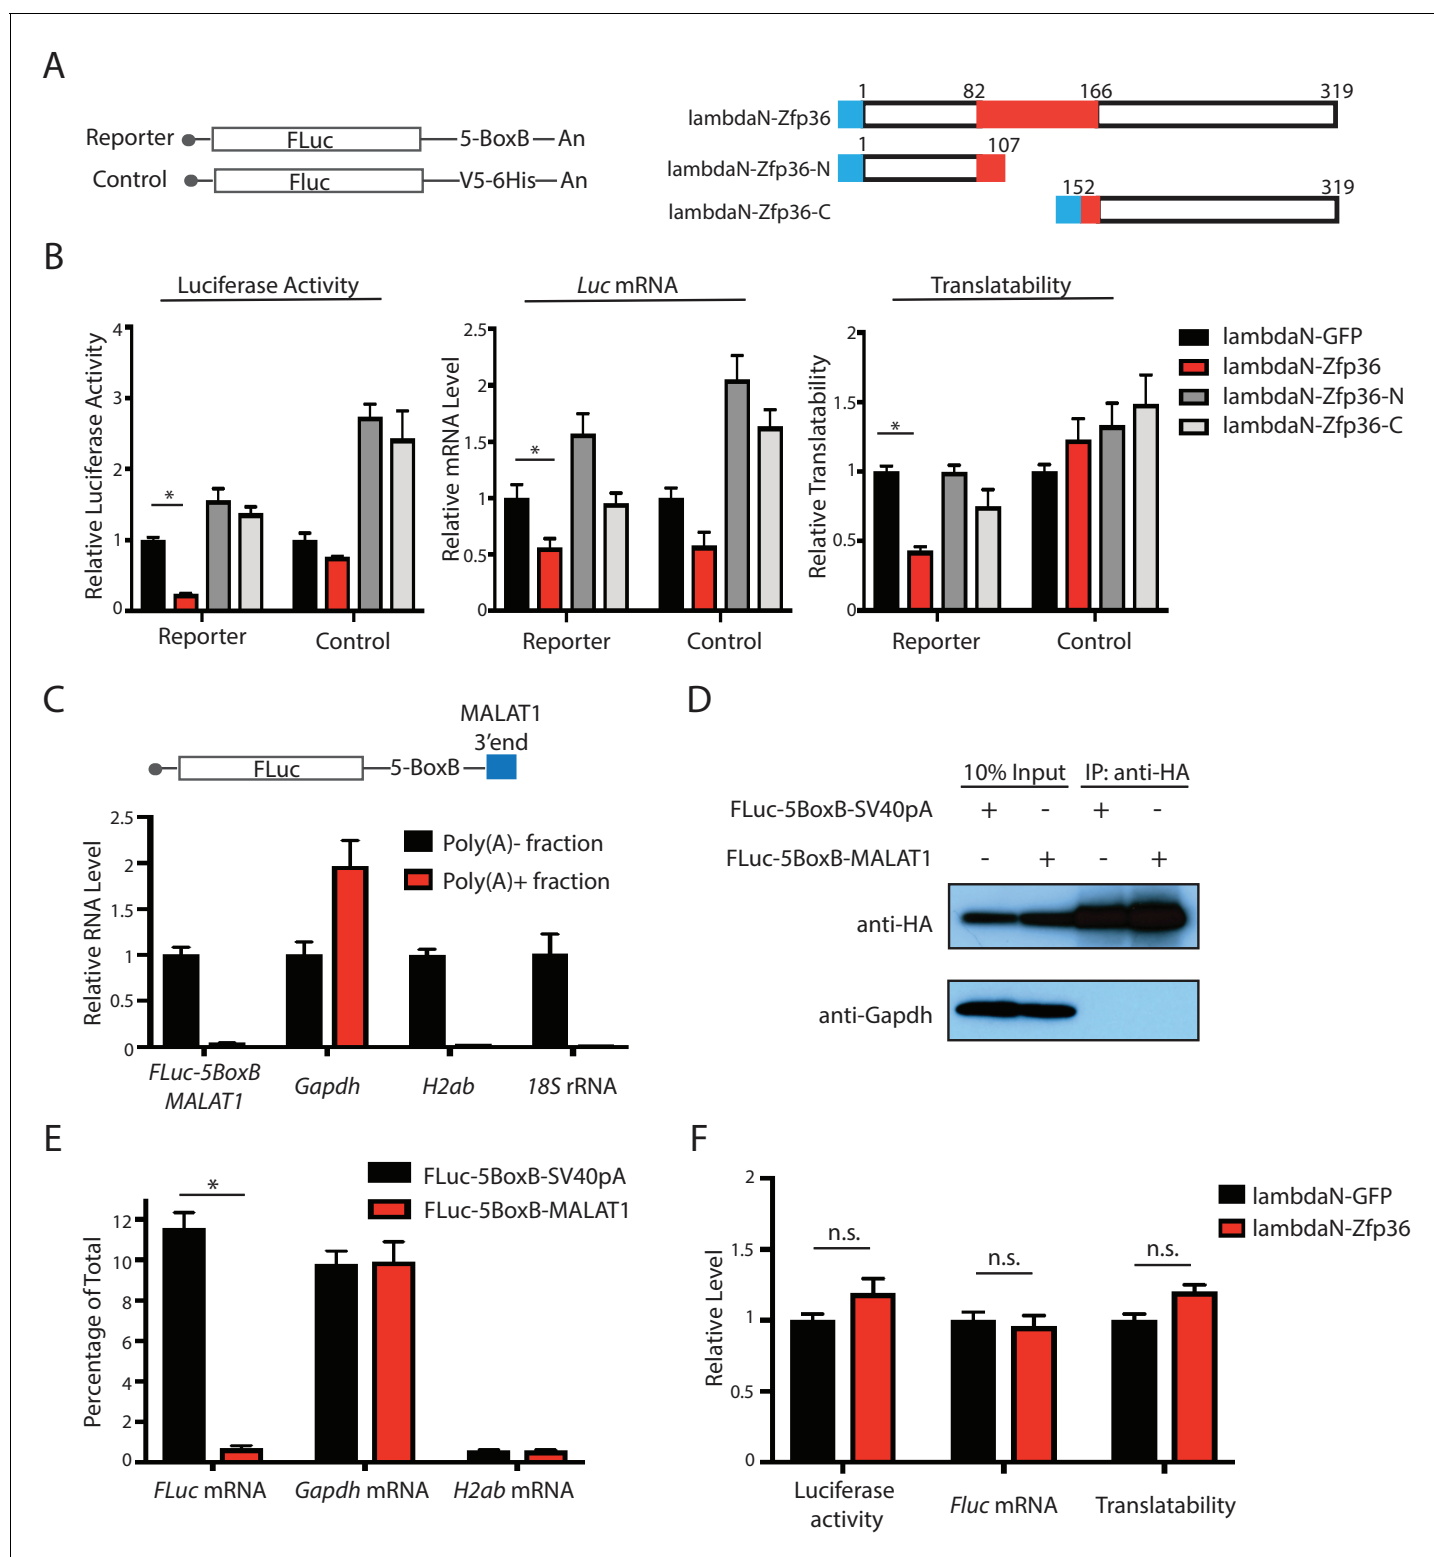 A
Reporter
FLuc
5-BoxB
An
Control
Fluc
V5-6His
An
1
82
166
319
lambdaN-Zfp36
1
107
lambdaN-Zfp36-N
152
319
lambdaN-Zfp36-C
B
Luciferase Activity
Relative Luciferase Activity
4
3
2
1
0
*
Reporter
Control
Luc mRNA
Relative mRNA Level
2.5
2
1.5
1
0.5
0
*
Reporter
Control
Translatability
Relative Translatability
2
1.5
1
0.5
0
*
Reporter
Control
lambdaN-GFP
lambdaN-Zfp36
lambdaN-Zfp36-N
lambdaN-Zfp36-C
C
MALAT1
3'end
FLuc
5-BoxB
Relative RNA Level
2.5
2
1.5
1
0.5
0
Poly(A)- fraction
Poly(A)+ fraction
FLuc-5BoxB
MALAT1
Gapdh
H2ab
18S rRNA
D
10% Input
IP: anti-HA
FLuc-5BoxB-SV40pA + - + -
FLuc-5BoxB-MALAT1 - + - +
anti-HA
anti-Gapdh
E
FLuc-5BoxB-SV40pA
FLuc-5BoxB-MALAT1
Percentage of Total
12
10
8
6
4
2
0
*
FLuc mRNA
Gapdh mRNA
H2ab mRNA
F
lambdaN-GFP
lambdaN-Zfp36
Relative Level
2
1.5
1
0.5
0
n.s.
n.s.
n.s.
Luciferase
activity
Fluc mRNA
Translatability